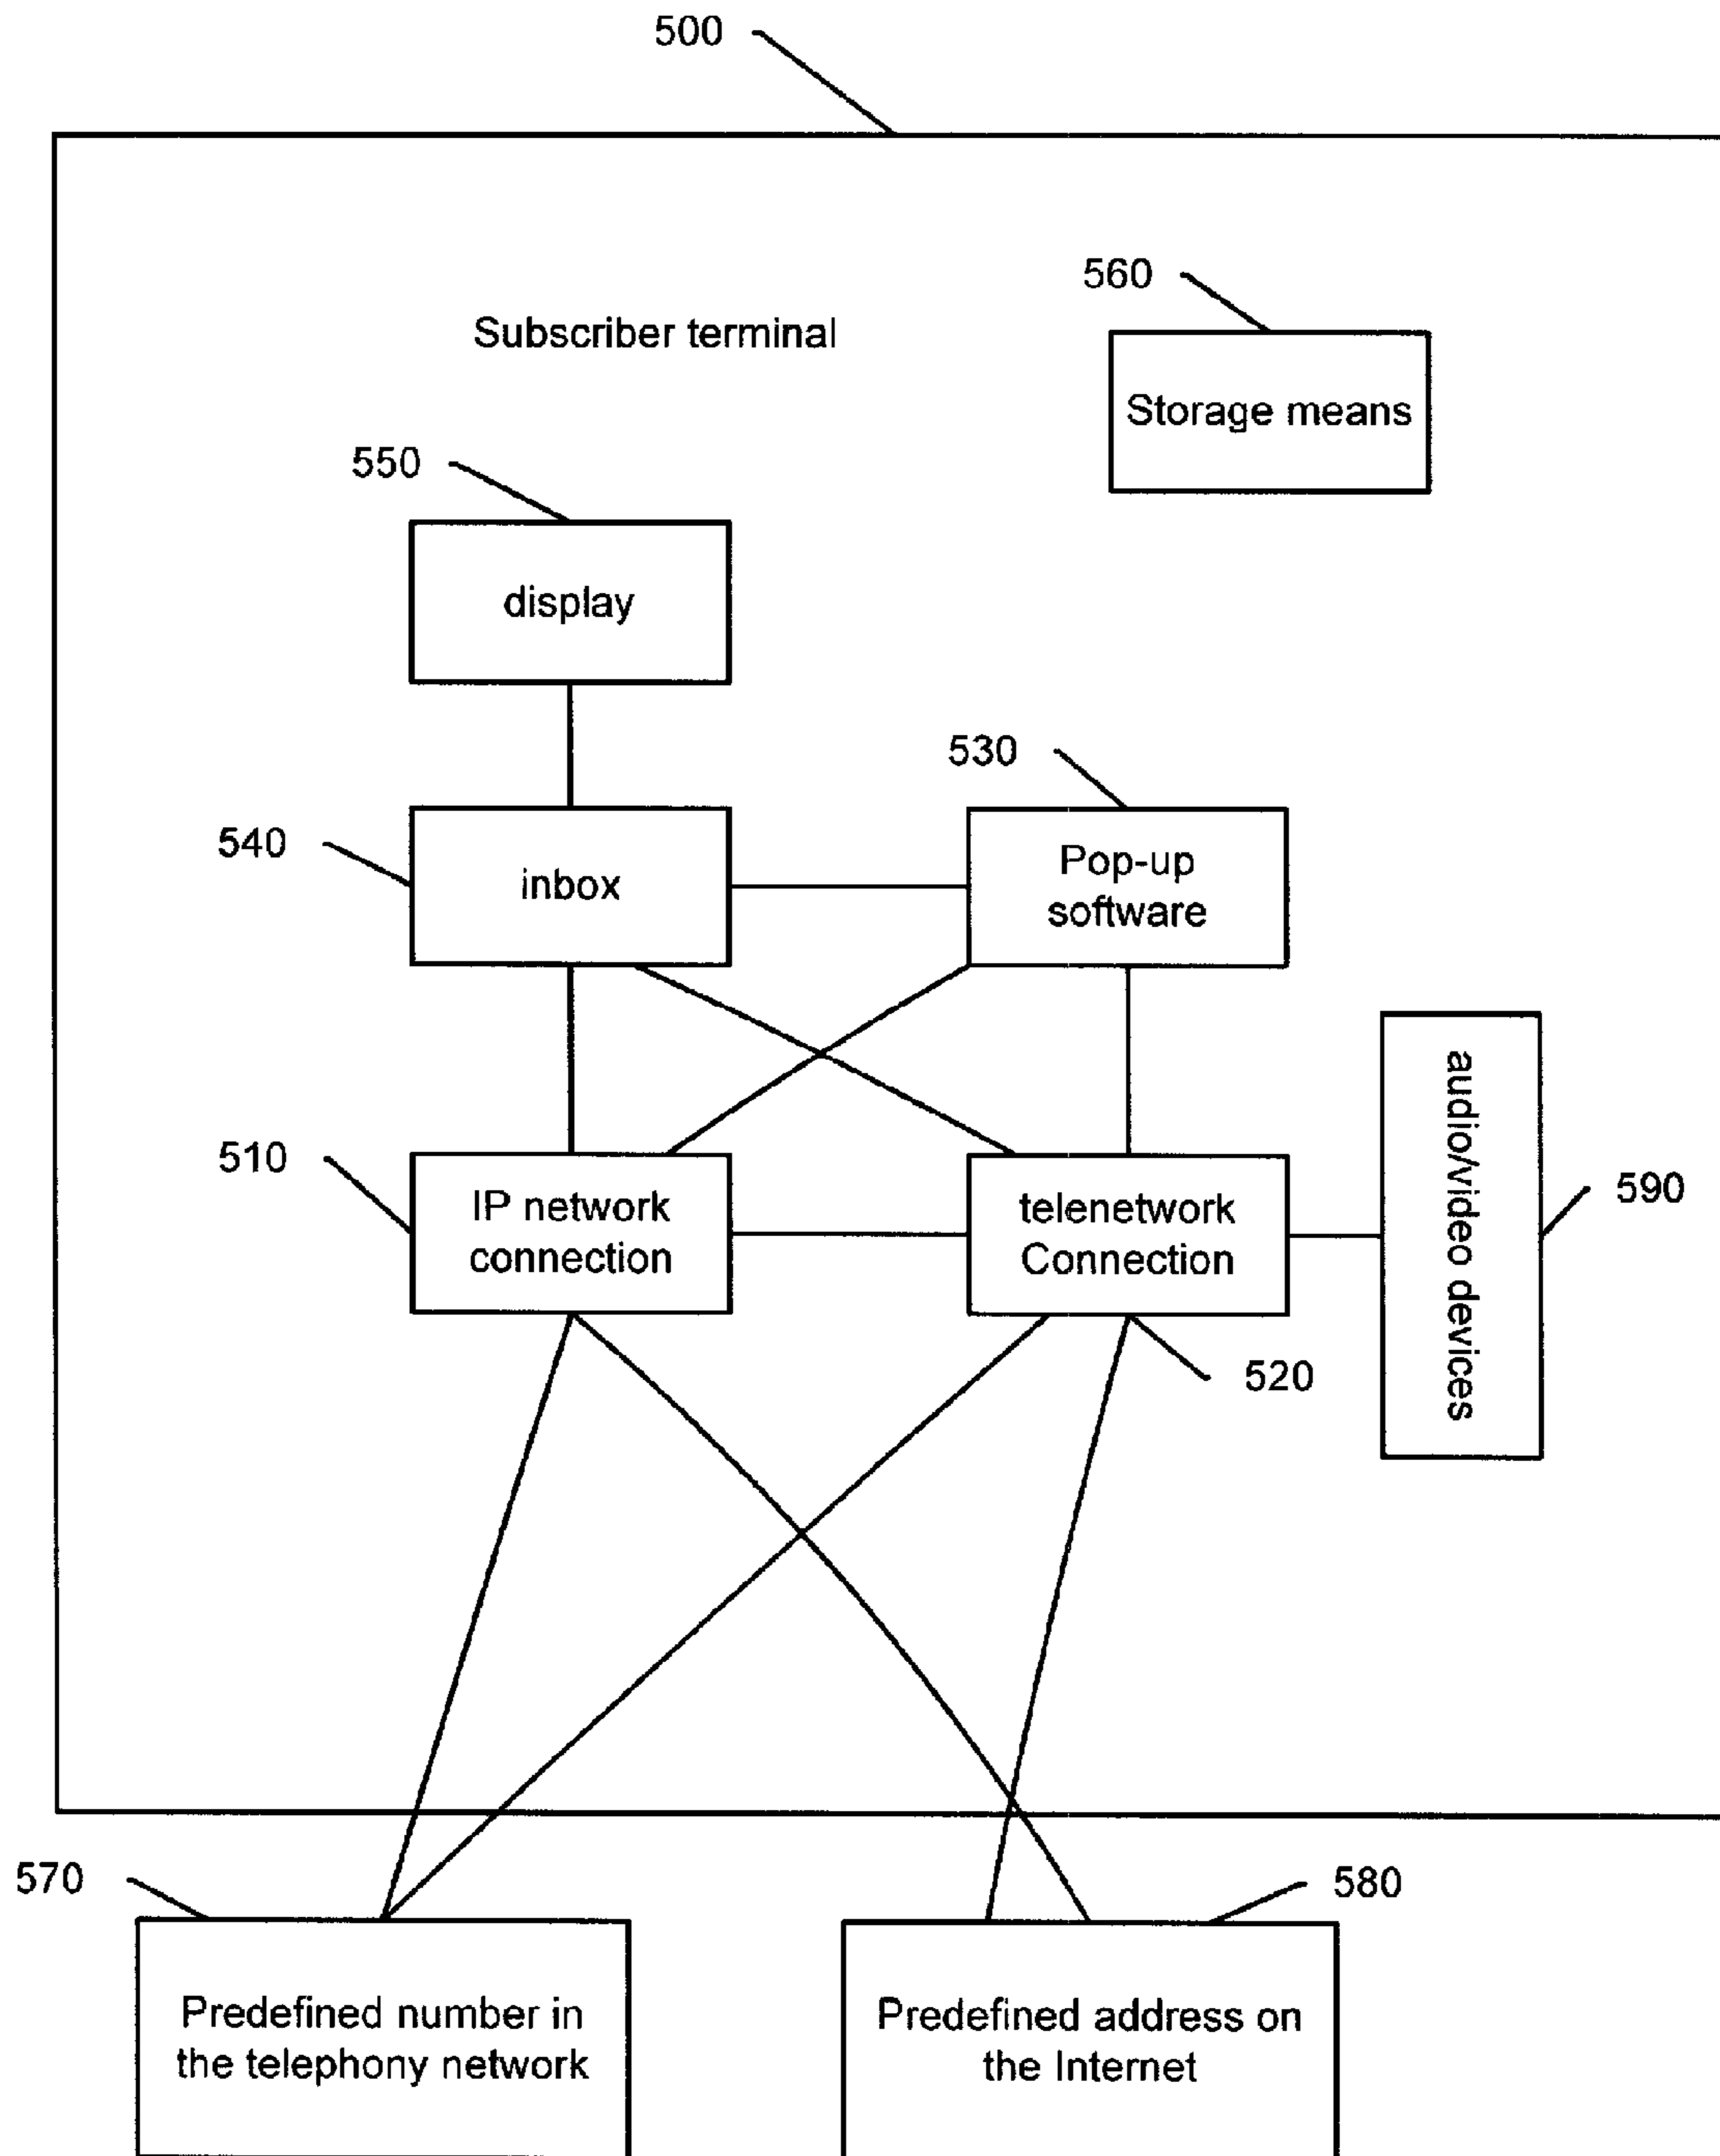 500
560
Subscriber terminal
Storage means
550
display
530
540
inbox
Pop-up
software
510
IP network
connection
telenetwork
Connection
audio/video devices
590
520
570
580
Predefined number in
the telephony network
Predefined address on
the Internet